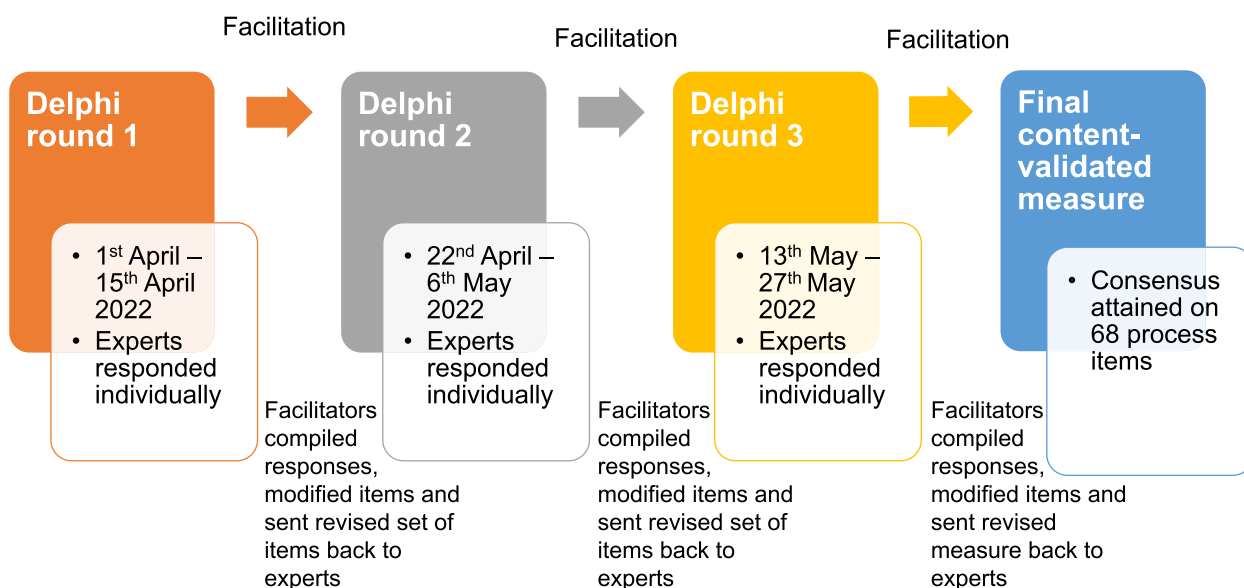 Facilitation
Facilitation
Facilitation
Delphi
round 1
1st April –
15th April
2022
Experts
responded
individually
Facilitators
compiled
responses,
modified items and
sent revised set of
items back to
experts
Delphi
round 2
22nd April –
6th May
2022
Experts
responded
individually
Facilitators
compiled
responses,
modified items and
sent revised set of
items back to
experts
Delphi
round 3
13th May –
27th May
2022
Experts
responded
individually
Facilitators
compiled
responses,
modified items and
sent revised
measure back to
experts
Final
content-
validated
measure
Consensus
attained on
68 process
items